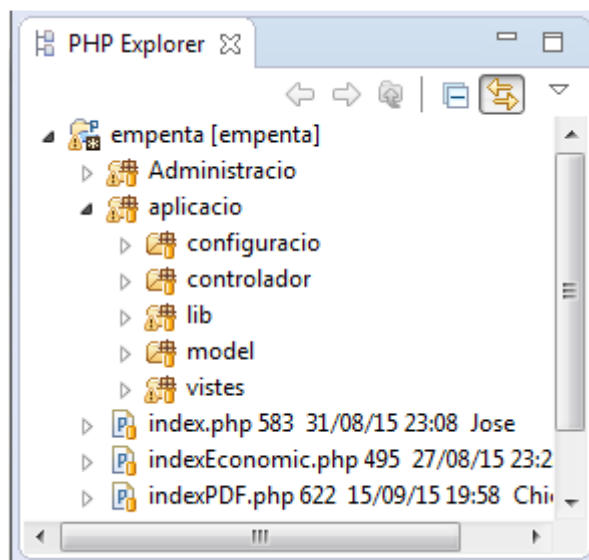 PHP Explorer
empenta [empenta]
Administracio
aplicacio
configuracio
controlador
lib
model
vistes
index.php 583 31/08/15 23:08 Jose
indexEconomic.php 495 27/08/15 23:2
indexPDF.php 622 15/09/15 19:58